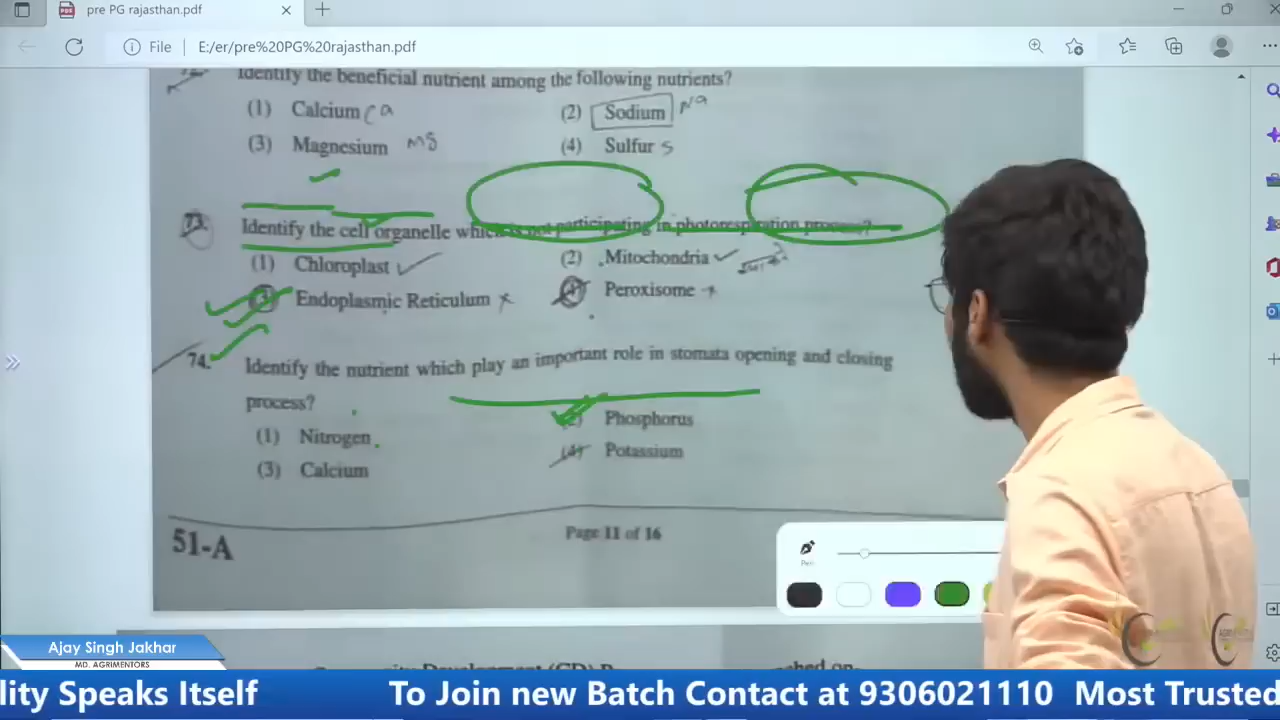 pre PG rajasthan.pdf
File
E:/er/pre%20PG%20rajasthan.pdf
Identify the beneficial nutrient among the following nutrients?
(1) Calcium Ca
(2) Sodium Na
(3) Magnesium
(4) Sulfur S
73. Identify the cell organelle which is not participating in photorespiration process?
(1) Chloroplast
(2) Mitochondria
Endoplasmic Reticulum
Peroxisome
74. Identify the nutrient which play an important role in stomata opening and closing
process?
(1) Nitrogen
(2) Phosphorus
(3) Calcium
(4) Potassium
51-A
Page 11 of 16
Pen
Ajay Singh Jakhar
MD. AGRIMENTORS
lity Speaks Itself To Join new Batch Contact at 9306021110 Most Trusted